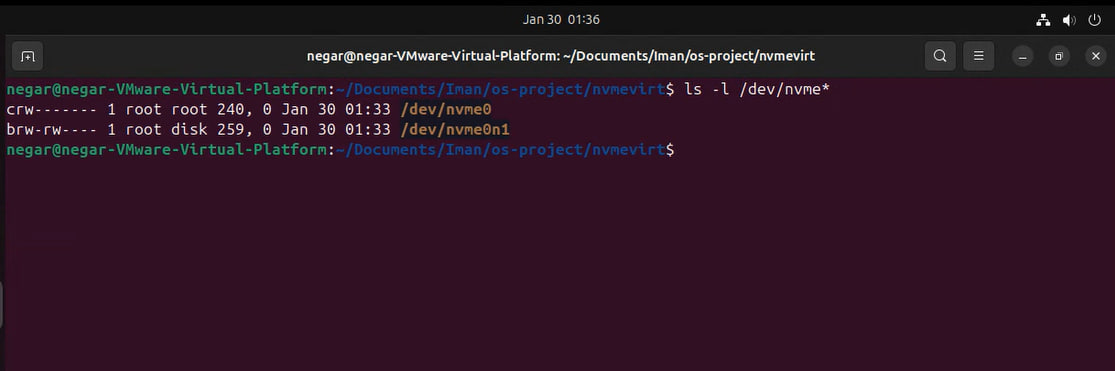 Jan 30 01:36
negar@negar-VMware-Virtual-Platform: ~/Documents/Iman/os-project/nvmevirt
negar@negar-VMware-Virtual-Platform:~/Documents/Iman/os-project/nvmevirt$ ls -l /dev/nvme*
crw------- 1 root root 240, 0 Jan 30 01:33 /dev/nvme0
brw-rw---- 1 root disk 259, 0 Jan 30 01:33 /dev/nvme0n1
negar@negar-VMware-Virtual-Platform:~/Documents/Iman/os-project/nvmevirt$